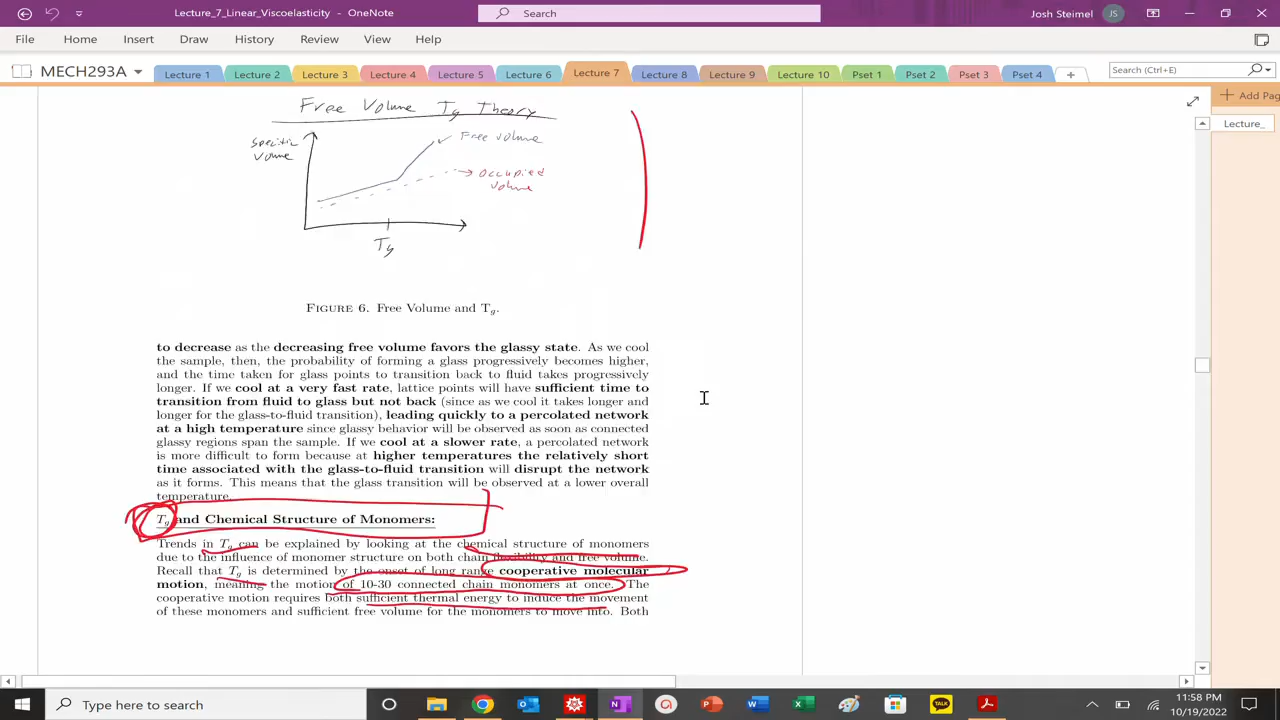 Lecture_7_Linear_Viscoelasticity - OneNote
Search
Josh Steimel
JS
File Home Insert Draw History Review View Help
MECH293A
Lecture 1 Lecture 2 Lecture 3 Lecture 4 Lecture 5 Lecture 6 Lecture 7 Lecture 8 Lecture 9 Lecture 10 Pset 1 Pset 2 Pset 3 Pset 4 +
Search (Ctrl+E)
+ Add Pag
Lecture_
Free Volume Tg Theory
Specific
Volume
Free volume
Occupied
Volume
Tg
Figure 6. Free Volume and Tg.
to decrease as the decreasing free volume favors the glassy state. As we cool
the sample, then, the probability of forming a glass progressively becomes higher,
and the time taken for glass points to transition back to fluid takes progressively
longer. If we cool at a very fast rate, lattice points will have sufficient time to
transition from fluid to glass but not back (since as we cool it takes longer and
longer for the glass-to-fluid transition), leading quickly to a percolated network
at a high temperature since glassy behavior will be observed as soon as connected
glassy regions span the sample. If we cool at a slower rate, a percolated network
is more difficult to form because at higher temperatures the relatively short
time associated with the glass-to-fluid transition will disrupt the network
as it forms. This means that the glass transition will be observed at a lower overall
temperature.
Tg and Chemical Structure of Monomers:
Trends in Tg can be explained by looking at the chemical structure of monomers
due to the influence of monomer structure on both chain flexibility and free volume.
Recall that Tg is determined by the onset of long range cooperative molecular
motion, meaning the motion of 10-30 connected chain monomers at once. The
cooperative motion requires both sufficient thermal energy to induce the movement
of these monomers and sufficient free volume for the monomers to move into. Both
Type here to search
TALK
11:58 PM
10/19/2022